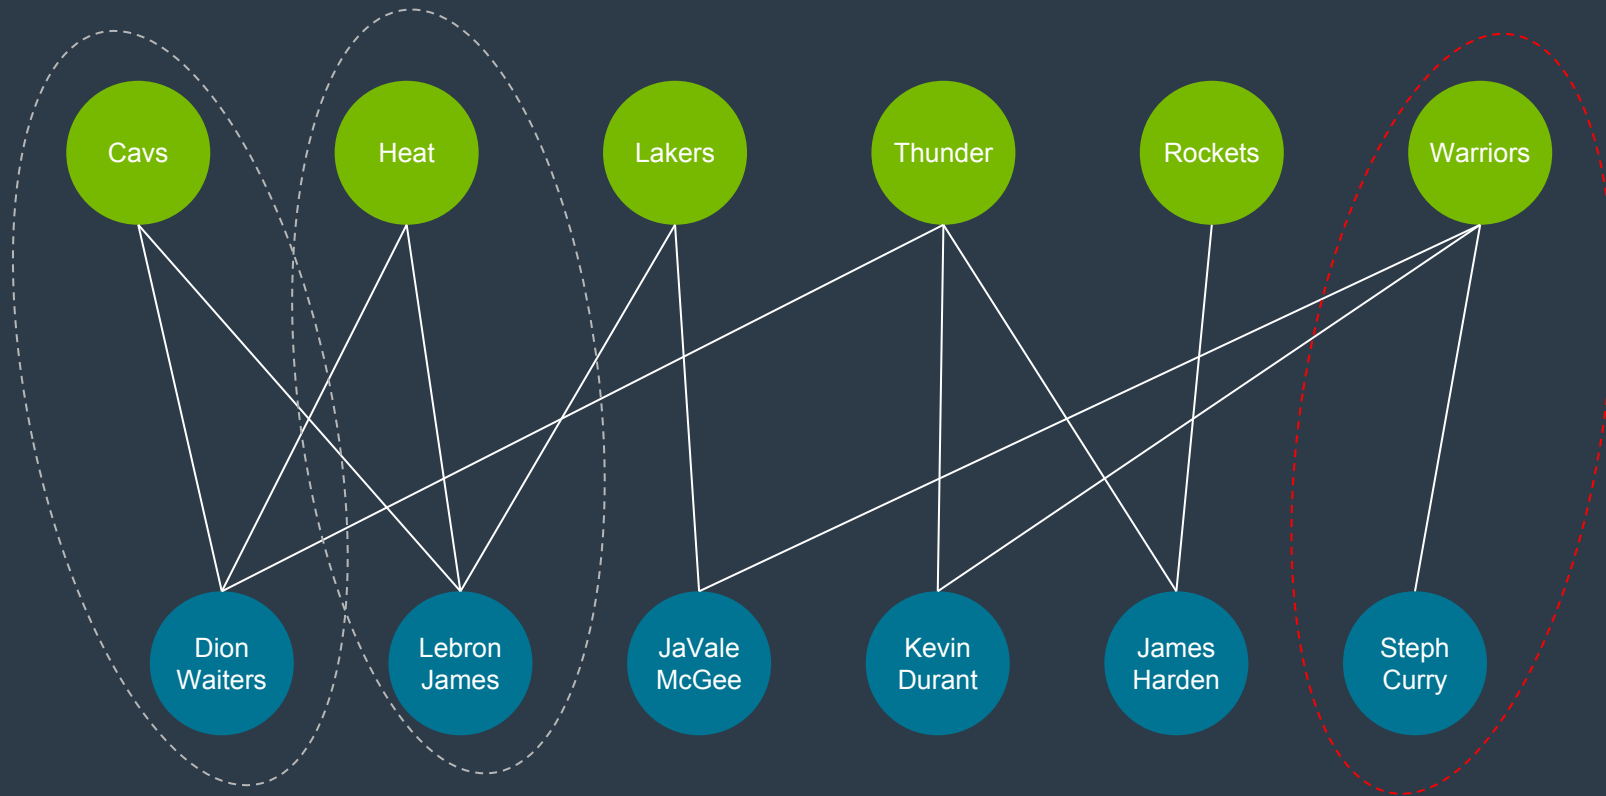 Cavs
Heat
Lakers
Thunder
Rockets
Warriors
Dion
Waiters
Lebron
James
JaVale
McGee
Kevin
Durant
James
Harden
Steph
Curry